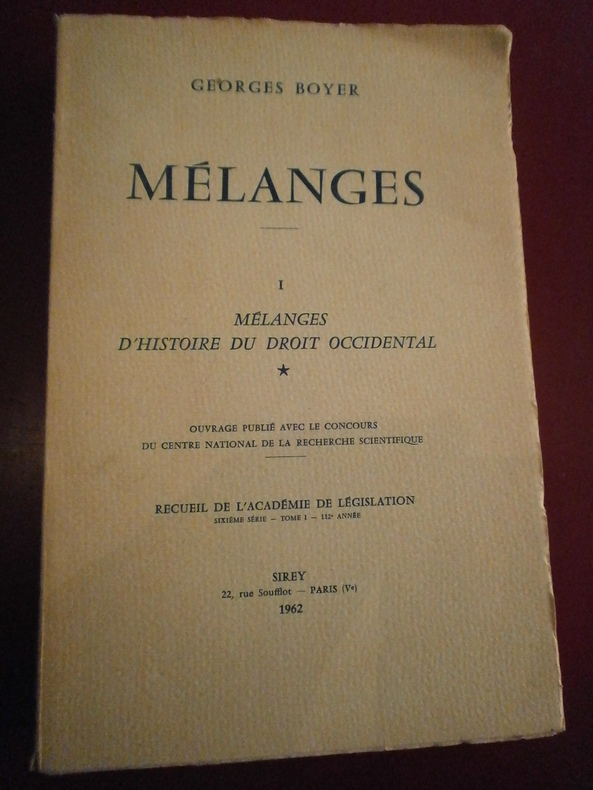 GEORGES BOYER
MÉLANGES
I
MÉLANGES
D'HISTOIRE DU DROIT OCCIDENTAL
★
OUVRAGE PUBLIÉ AVEC LE CONCOURS
DU CENTRE NATIONAL DE LA RECHERCHE SCIENTIFIQUE
RECUEIL DE L'ACADÉMIE DE LÉGISLATION
SIXIÈME SÉRIE — TOME I — 112e ANNÉE
SIREY
22, rue Soufflot — PARIS (Ve)
1962